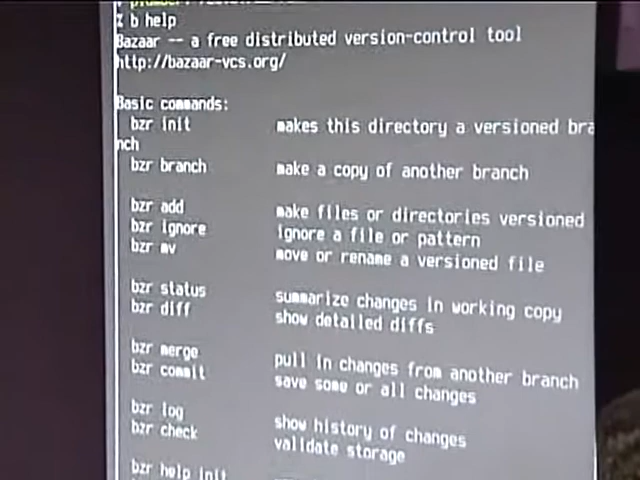 % b help
Bazaar -- a free distributed version-control tool
http://bazaar-vcs.org/
Basic commands:
bzr init makes this directory a versioned bra
nch
bzr branch make a copy of another branch
bzr add make files or directories versioned
bzr ignore ignore a file or pattern
bzr mv move or rename a versioned file
bzr status summarize changes in working copy
bzr diff show detailed diffs
bzr merge pull in changes from another branch
bzr commit save some or all changes
bzr log show history of changes
bzr check validate storage
bzr help init